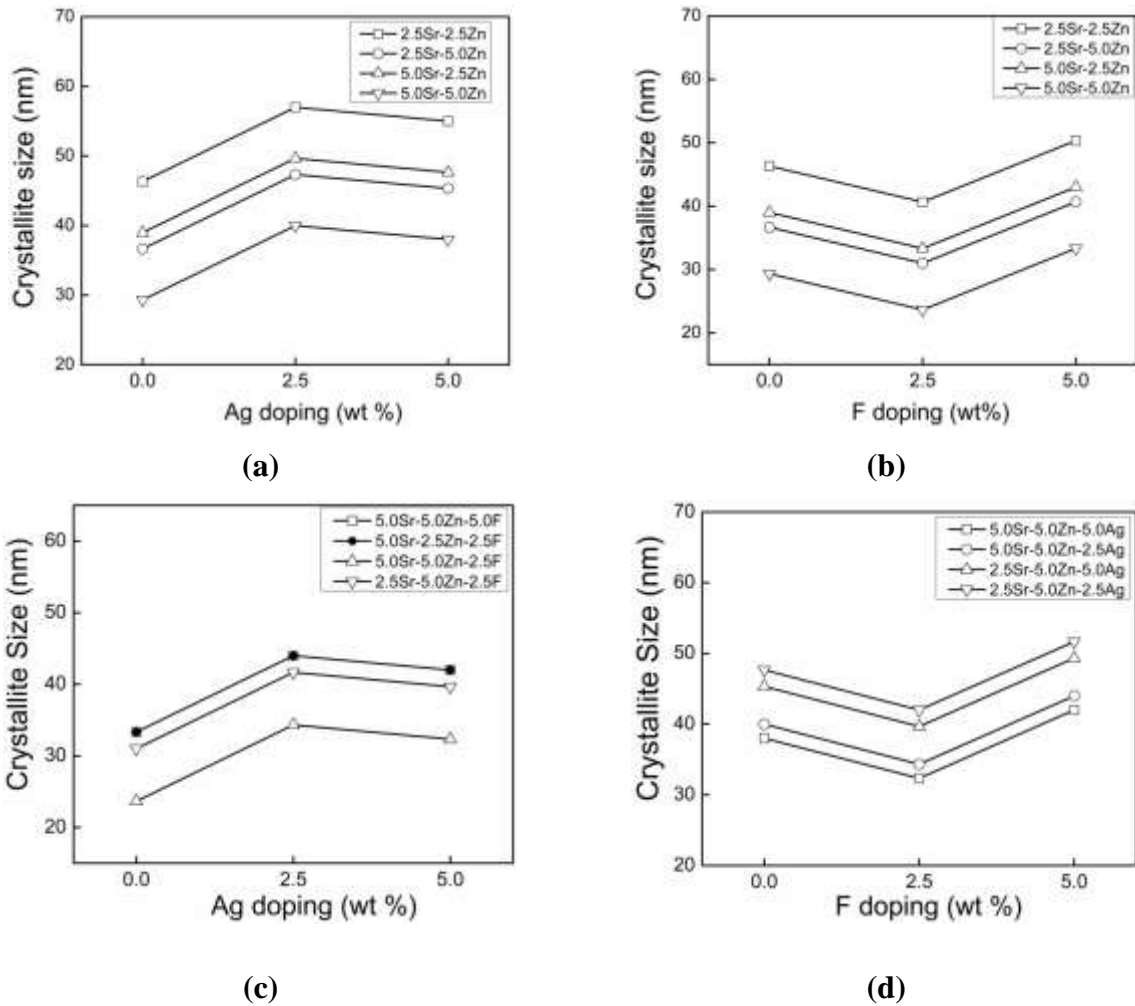 70
60
50
40
30
20
Crystallite size (nm)
2.5Sr-2.5Zn
2.5Sr-5.0Zn
5.0Sr-2.5Zn
5.0Sr-5.0Zn
0.0 2.5 5.0
Ag doping (wt %)
(a)
70
60
50
40
30
20
Crystallite size (nm)
2.5Sr-2.5Zn
2.5Sr-5.0Zn
5.0Sr-2.5Zn
5.0Sr-5.0Zn
0.0 2.5 5.0
F doping (wt%)
(b)
60
50
40
30
20
Crystallite Size (nm)
5.0Sr-5.0Zn-5.0F
5.0Sr-2.5Zn-2.5F
5.0Sr-5.0Zn-2.5F
2.5Sr-5.0Zn-2.5F
0.0 2.5 5.0
Ag doping (wt %)
(c)
70
60
50
40
30
20
Crystallite Size (nm)
5.0Sr-5.0Zn-5.0Ag
5.0Sr-5.0Zn-2.5Ag
2.5Sr-5.0Zn-5.0Ag
2.5Sr-5.0Zn-2.5Ag
0.0 2.5 5.0
F doping (wt %)
(d)